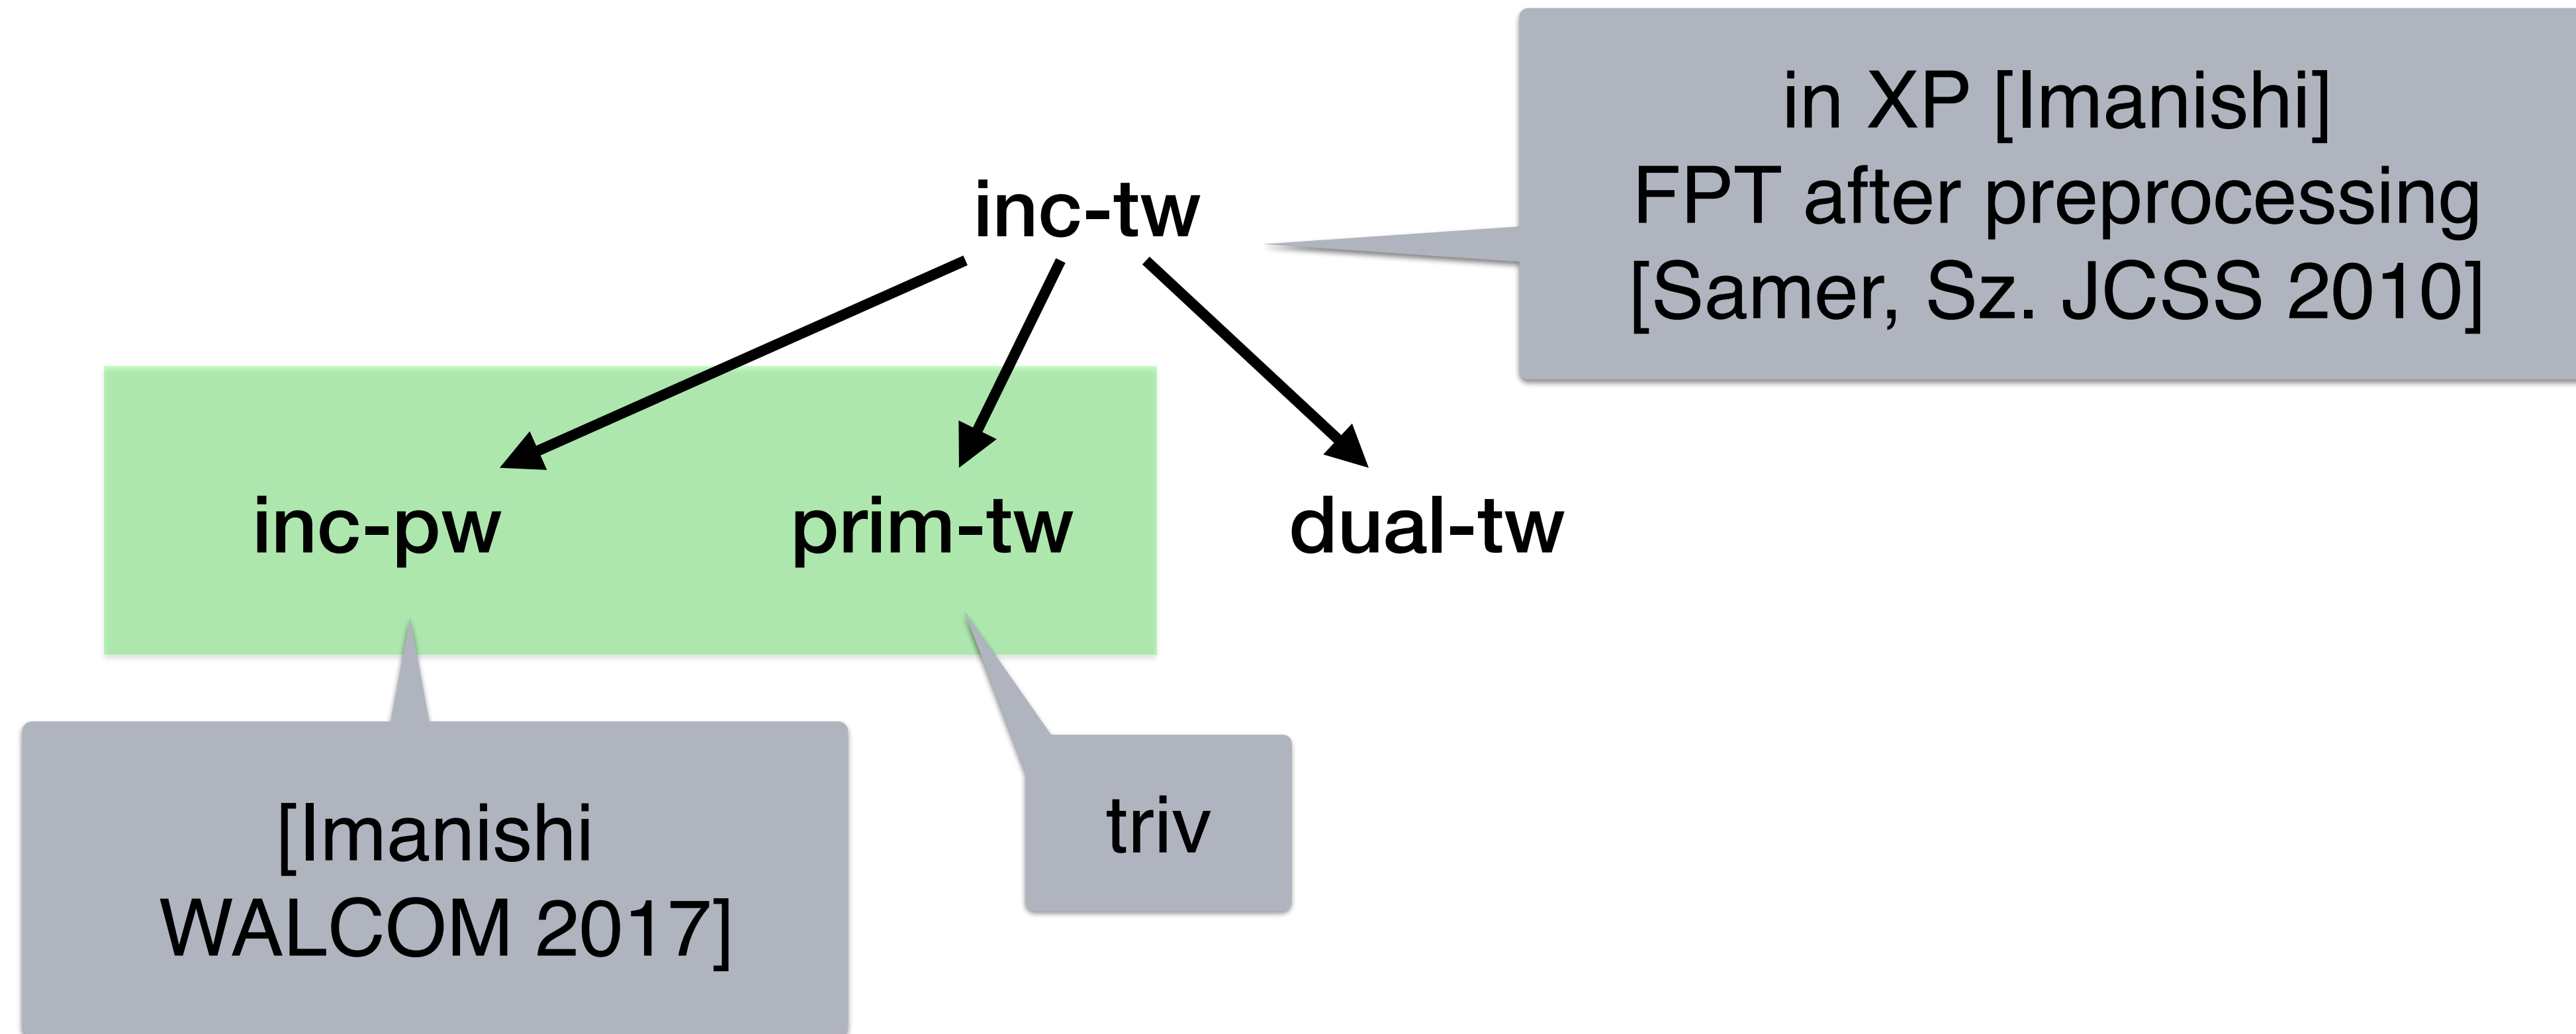 in XP [Imanishi]
FPT after preprocessing
[Samer, Sz. JCSS 2010]
inc-tw
inc-pw
prim-tw
dual-tw
[Imanishi
WALCOM 2017]
triv